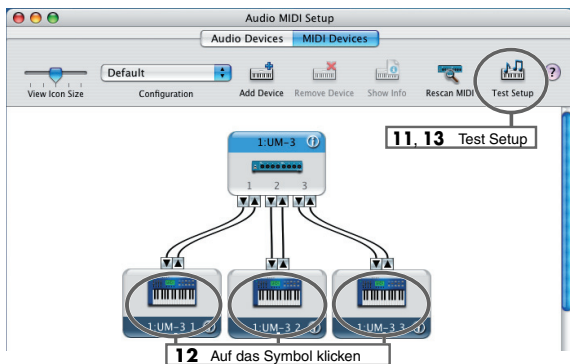 Audio MIDI Setup
Audio Devices MIDI Devices
Default
View Icon Size Configuration Add Device Remove Device Show Info Rescan MIDI Test Setup ?
11, 13 Test Setup
1:UM-3 i
1 2 3
1:UM-3 1 i 1:UM-3 2 i 1:UM-3 3 i
12 Auf das Symbol klicken